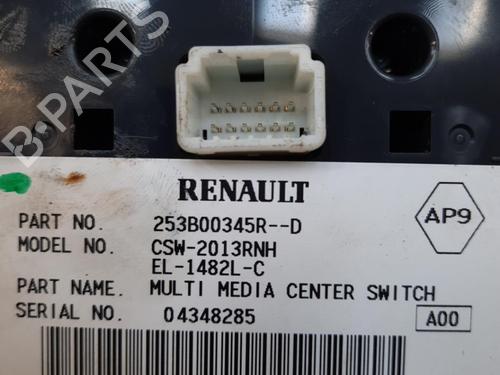 RENAULT
PART NO. 253B00345R--D
MODEL NO. CSW-2013RNH
EL-1482L-C
PART NAME. MULTI MEDIA CENTER SWITCH
SERIAL NO. 04348285
AP9
A00
B-PARTS